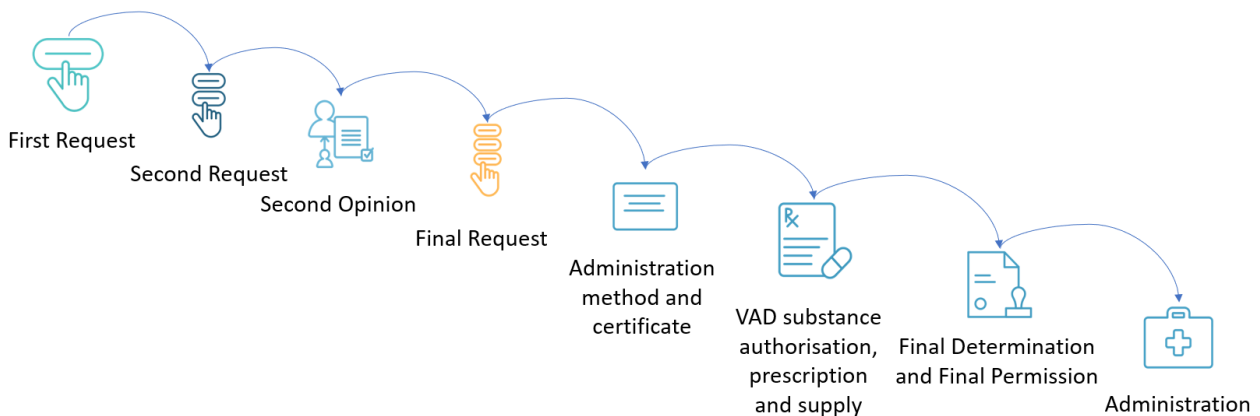 First Request
Second Request
Second Opinion
Final Request
Administration
method and
certificate
Rx
VAD substance
authorisation,
prescription
and supply
Final Determination
and Final Permission
Administration